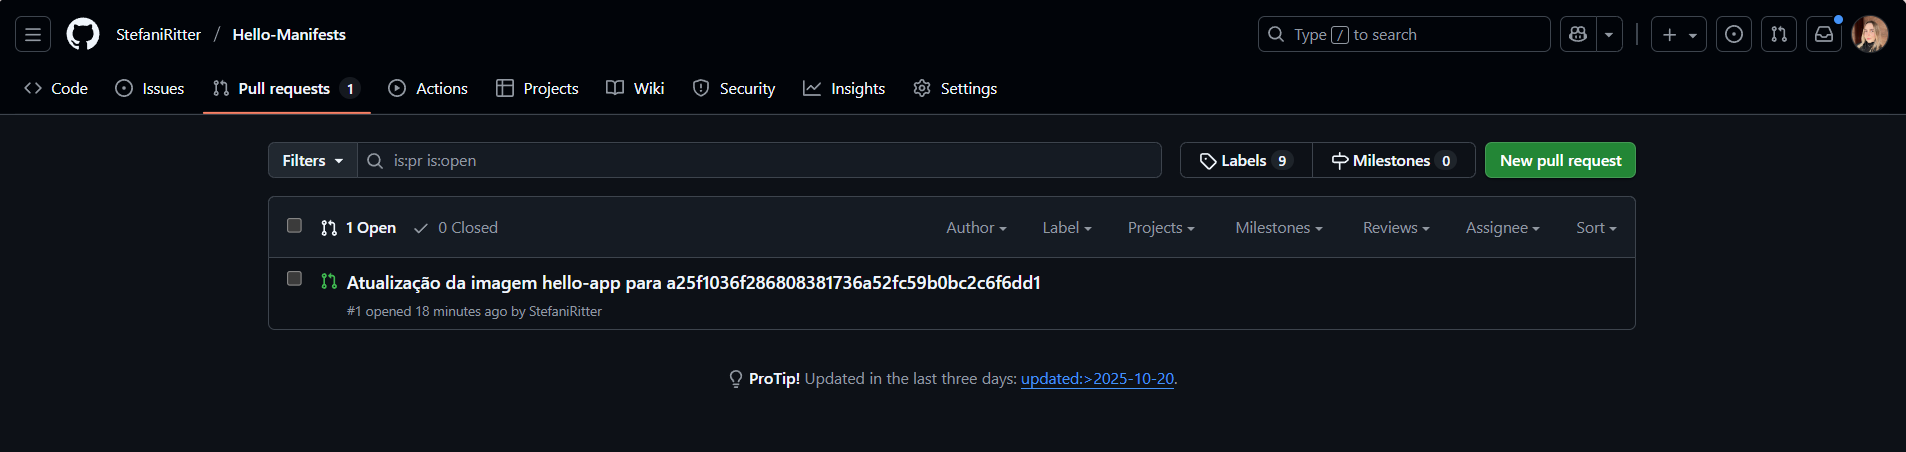 StefaniRitter / Hello-Manifests
Type / to search
Code Issues Pull requests 1 Actions Projects Wiki Security Insights Settings
Filters is:pr is:open Labels 9 Milestones 0 New pull request
1 Open 0 Closed Author Label Projects Milestones Reviews Assignee Sort
Atualização da imagem hello-app para a25f1036f286808381736a52fc59b0bc2c6f6dd1
#1 opened 18 minutes ago by StefaniRitter
ProTip! Updated in the last three days: updated:>2025-10-20.